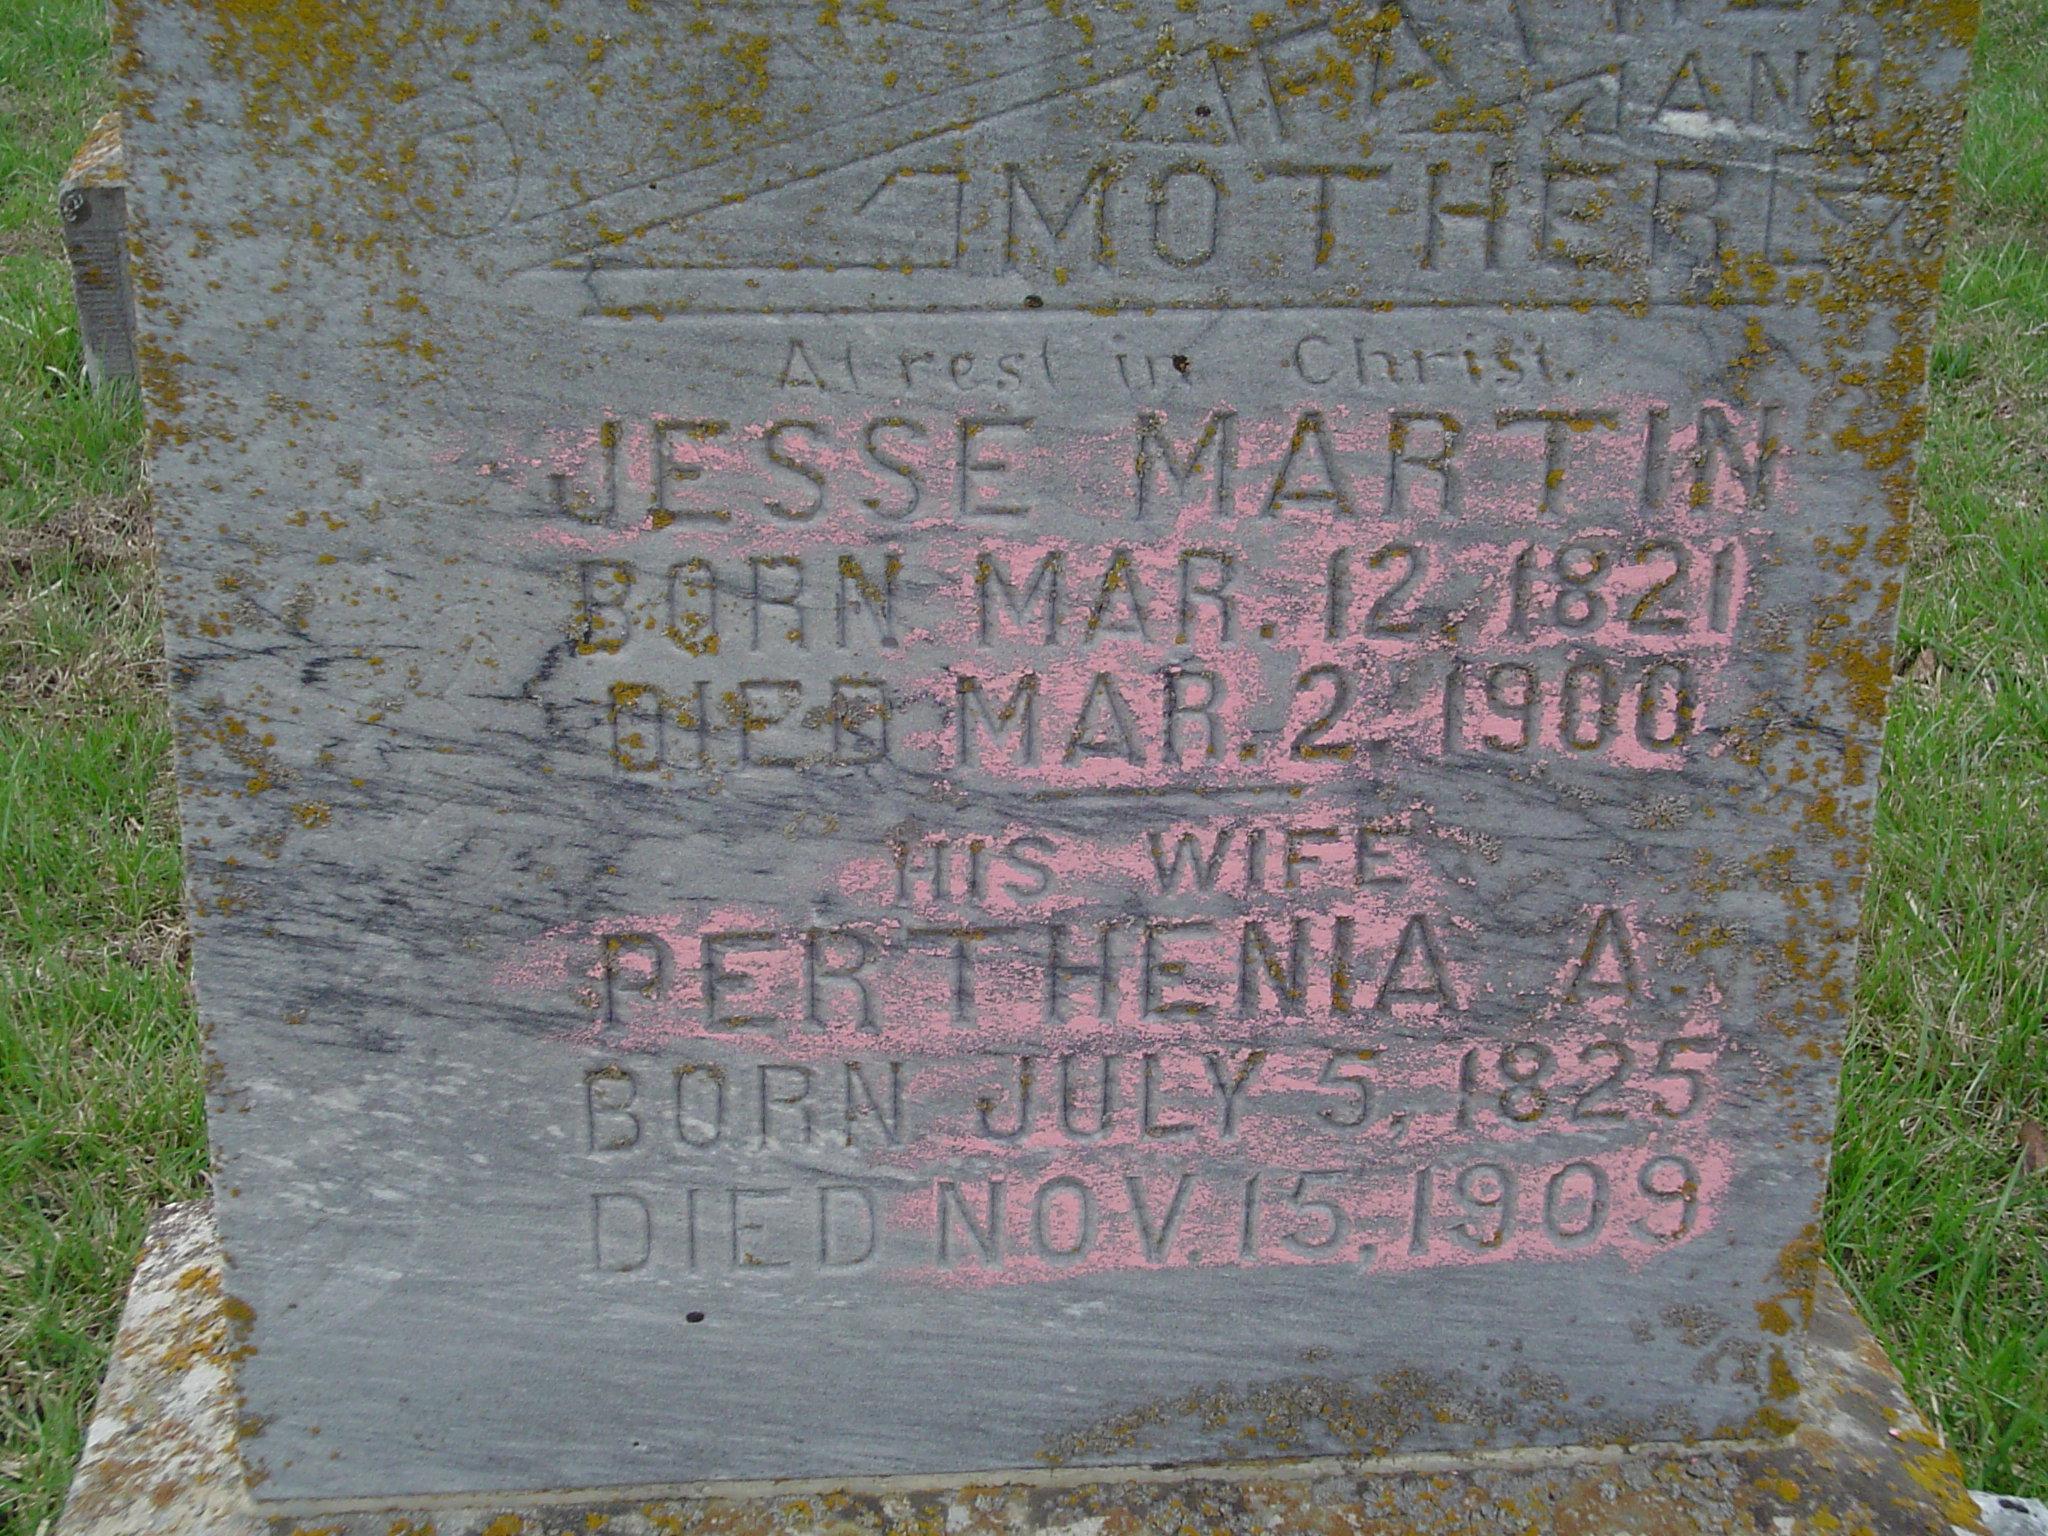 AND
MOTHER
At rest in Christ.
JESSE MARTIN
BORN MAR. 12, 1821
DIED MAR. 2, 1900.
HIS WIFE
PERTHENIA A.
BORN JULY 5, 1825
DIED NOV. 15, 1909